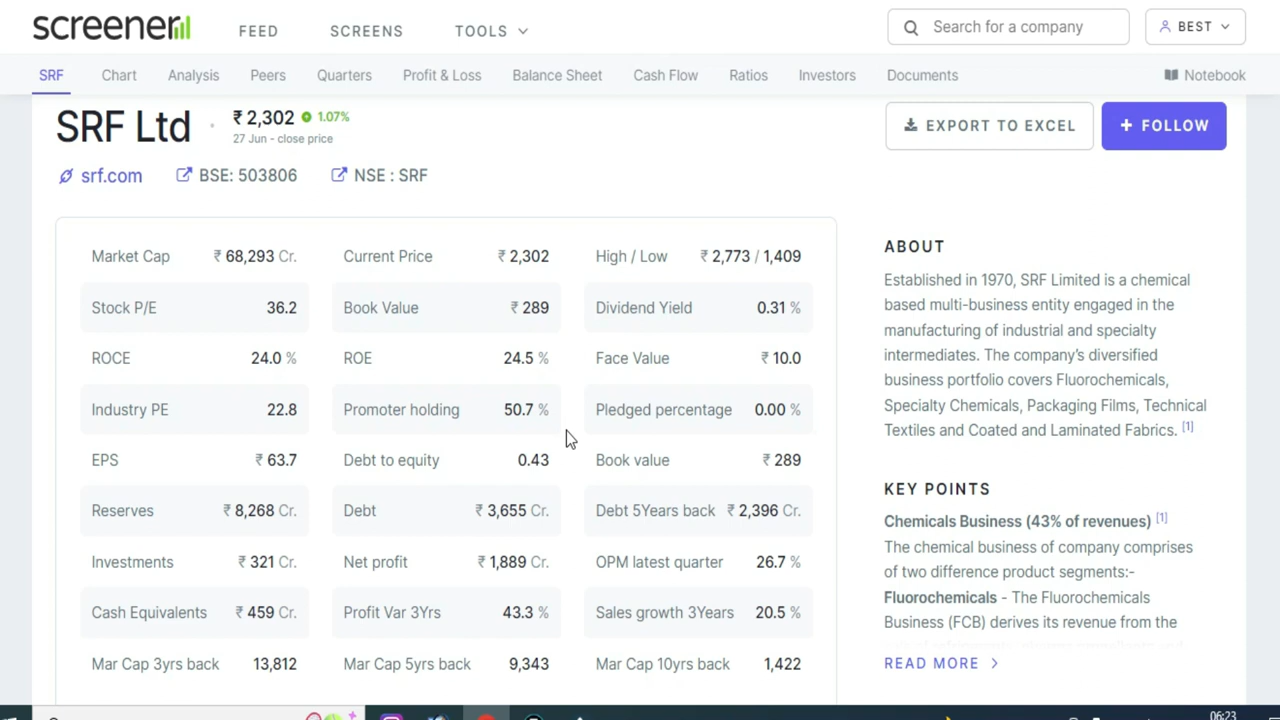 screener
FEED SCREENS TOOLS
Search for a company
BEST
SRF Chart Analysis Peers Quarters Profit & Loss Balance Sheet Cash Flow Ratios Investors Documents Notebook
SRF Ltd · ₹ 2,302 1.07%
27 Jun - close price
EXPORT TO EXCEL
+ FOLLOW
srf.com BSE: 503806 NSE : SRF
Market Cap ₹ 68,293 Cr. Current Price ₹ 2,302 High / Low ₹ 2,773 / 1,409
Stock P/E 36.2 Book Value ₹ 289 Dividend Yield 0.31 %
ROCE 24.0 % ROE 24.5 % Face Value ₹ 10.0
Industry PE 22.8 Promoter holding 50.7 % Pledged percentage 0.00 %
EPS ₹ 63.7 Debt to equity 0.43 Book value ₹ 289
Reserves ₹ 8,268 Cr. Debt ₹ 3,655 Cr. Debt 5Years back ₹ 2,396 Cr.
Investments ₹ 321 Cr. Net profit ₹ 1,889 Cr. OPM latest quarter 26.7 %
Cash Equivalents ₹ 459 Cr. Profit Var 3Yrs 43.3 % Sales growth 3Years 20.5 %
Mar Cap 3yrs back 13,812 Mar Cap 5yrs back 9,343 Mar Cap 10yrs back 1,422
ABOUT
Established in 1970, SRF Limited is a chemical
based multi-business entity engaged in the
manufacturing of industrial and specialty
intermediates. The company's diversified
business portfolio covers Fluorochemicals,
Specialty Chemicals, Packaging Films, Technical
Textiles and Coated and Laminated Fabrics. [1]
KEY POINTS
Chemicals Business (43% of revenues) [1]
The chemical business of company comprises
of two difference product segments:-
Fluorochemicals - The Fluorochemicals
Business (FCB) derives its revenue from the
READ MORE
06:23